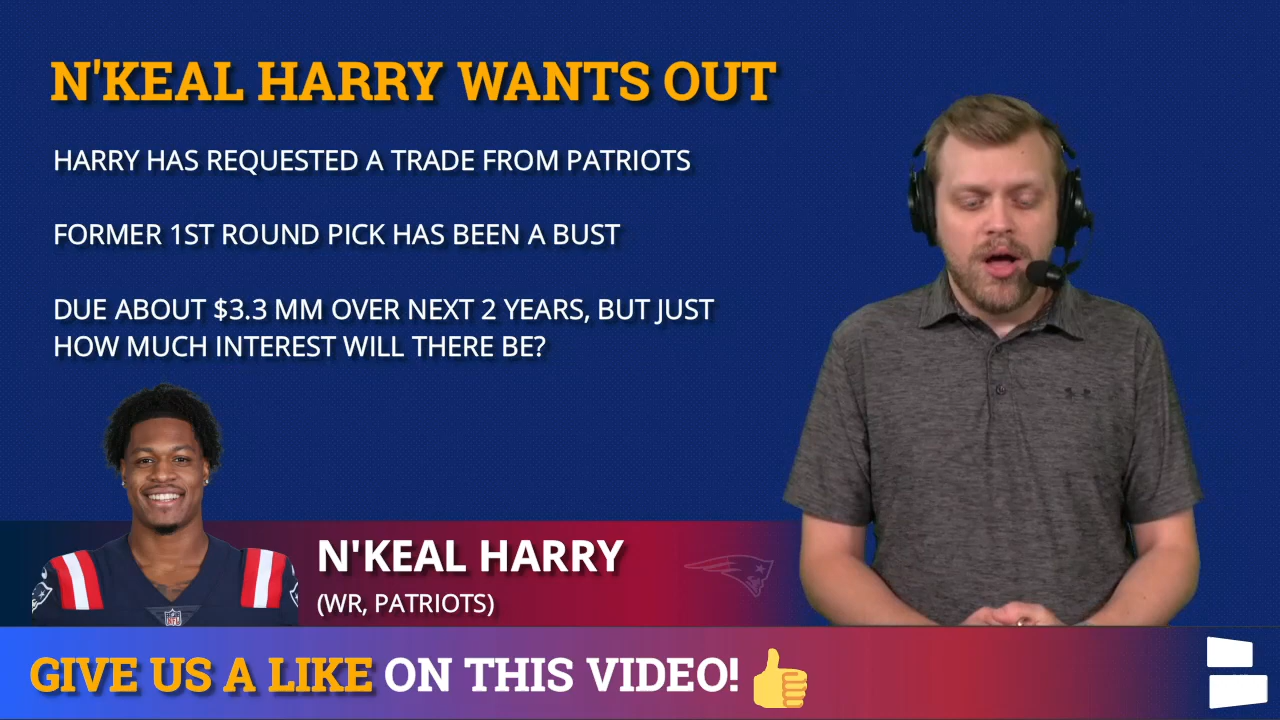 N'KEAL HARRY WANTS OUT
HARRY HAS REQUESTED A TRADE FROM PATRIOTS
FORMER 1ST ROUND PICK HAS BEEN A BUST
DUE ABOUT $3.3 MM OVER NEXT 2 YEARS, BUT JUST
HOW MUCH INTEREST WILL THERE BE?
N'KEAL HARRY
(WR, PATRIOTS)
NFL
GIVE US A LIKE ON THIS VIDEO!